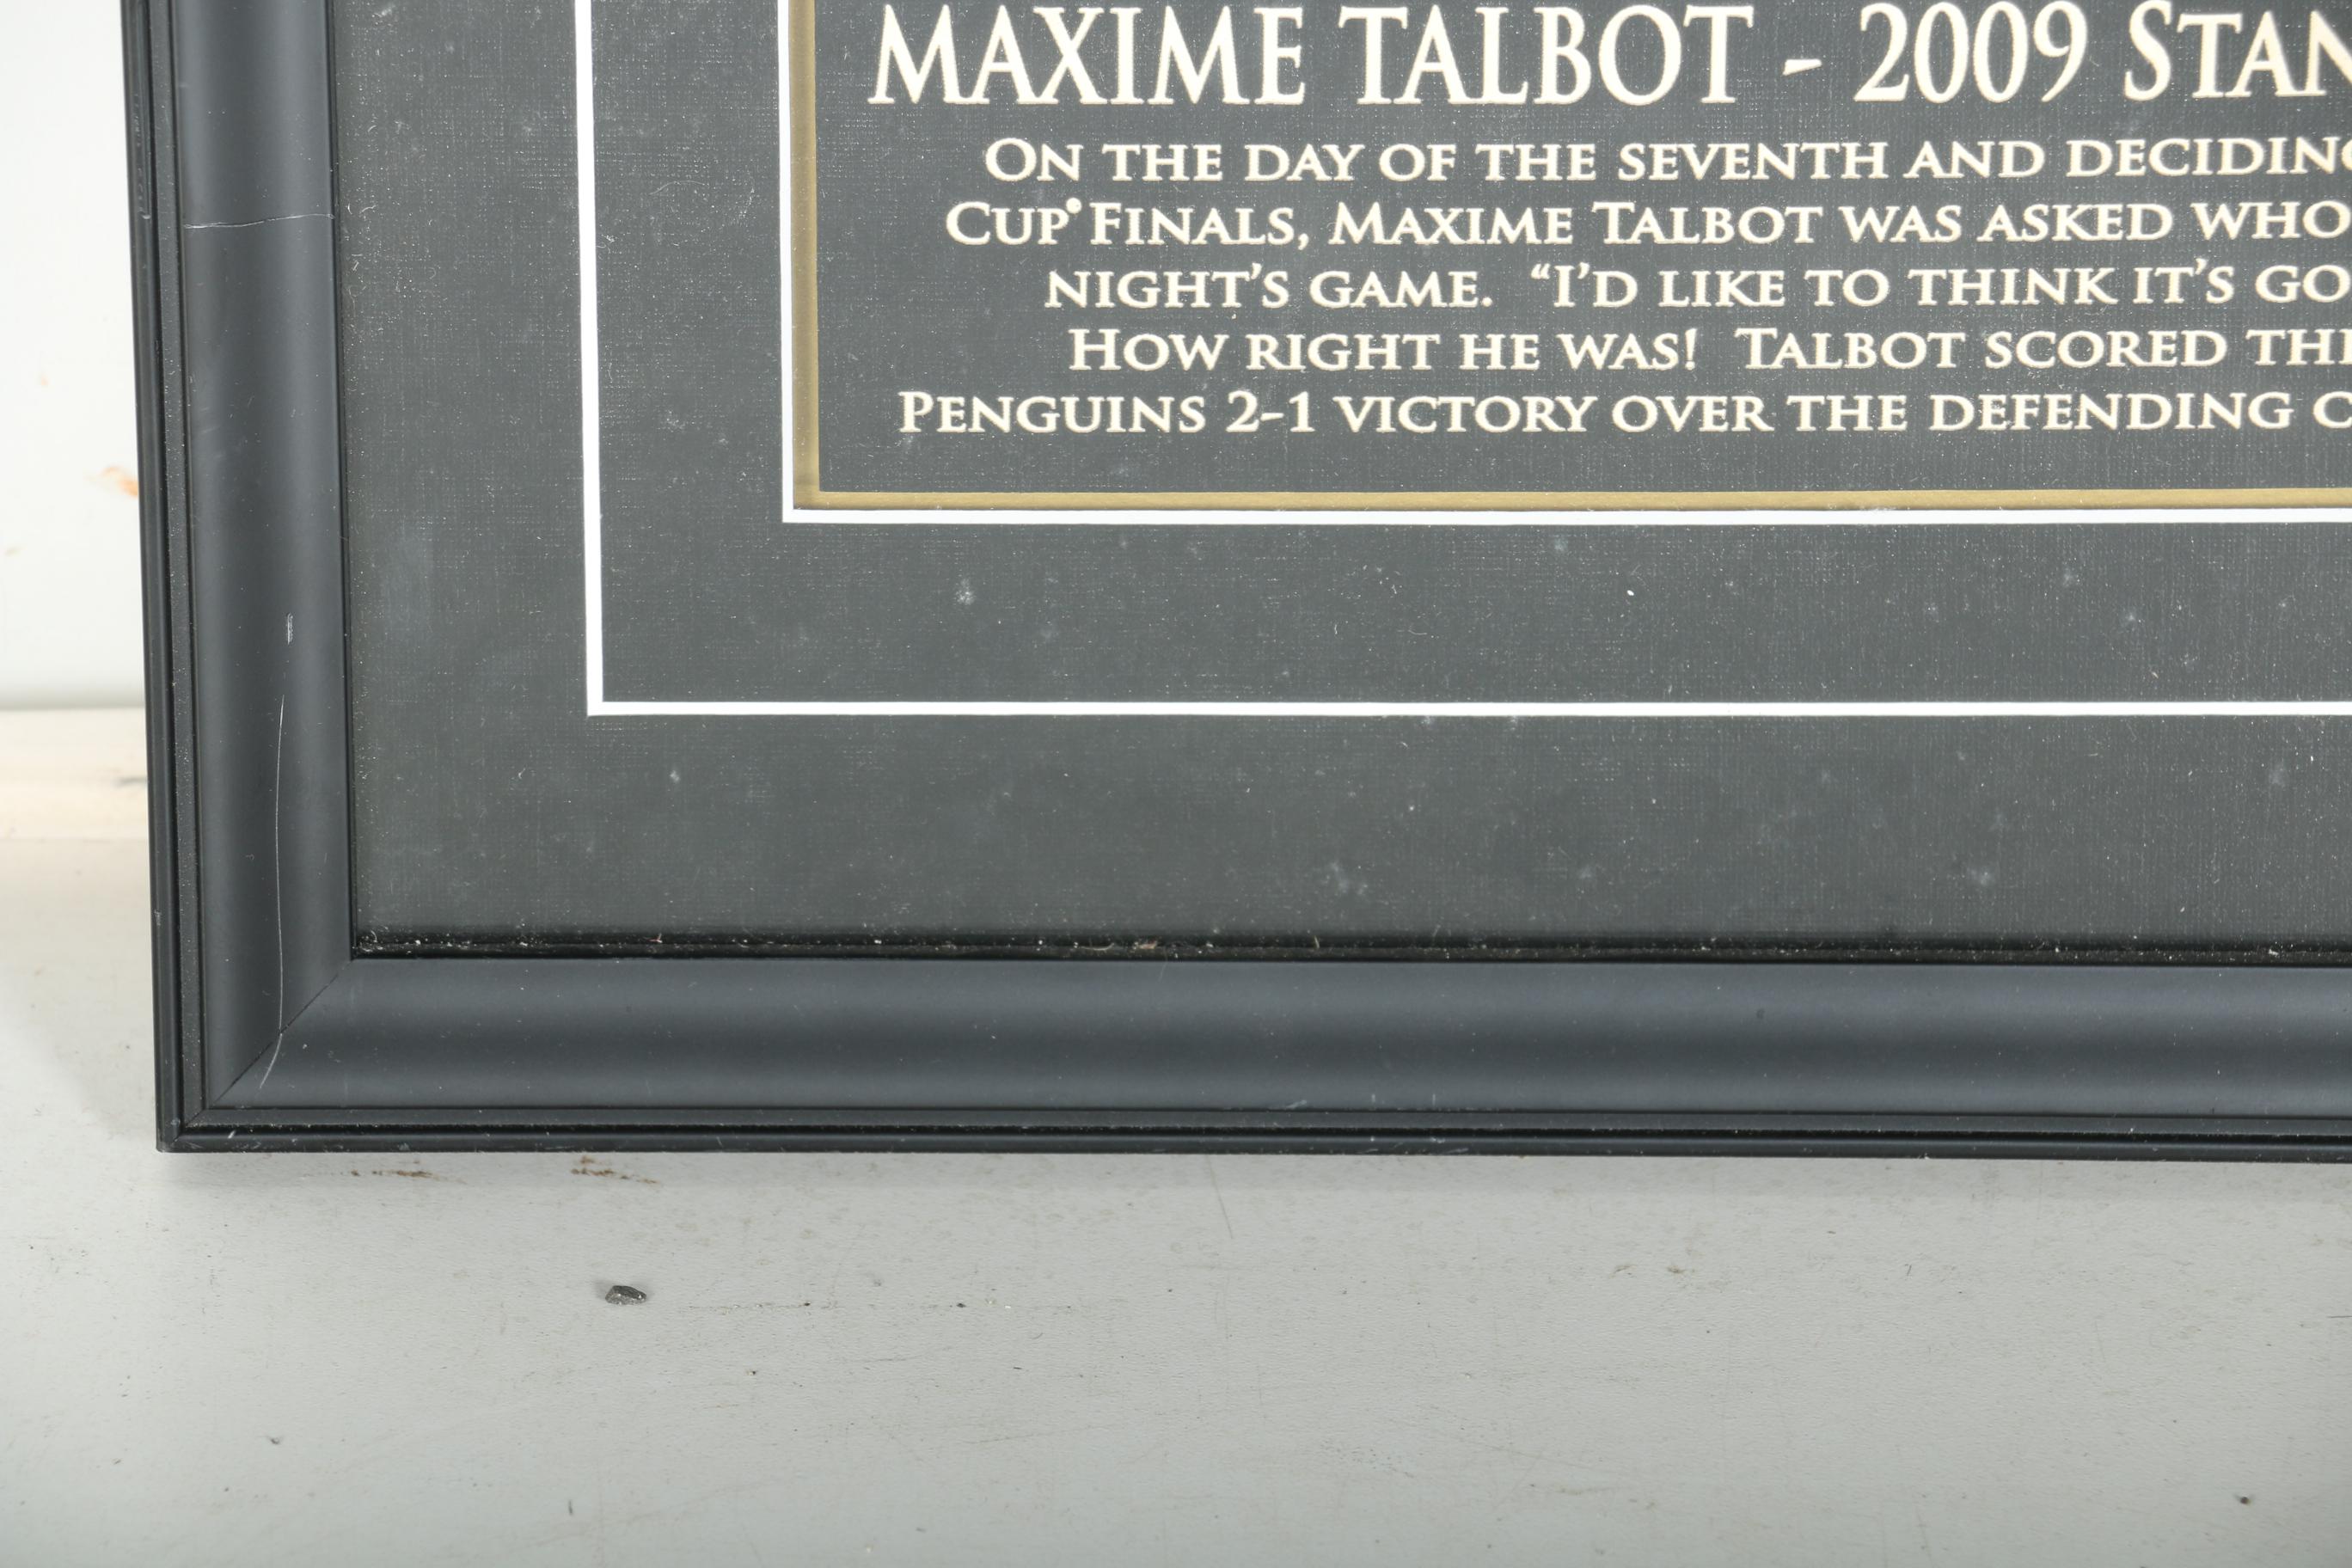 MAXIME TALBOT - 2009 STAN
ON THE DAY OF THE SEVENTH AND DECIDING
CUP® FINALS, MAXIME TALBOT WAS ASKED WHO
NIGHT'S GAME. "I'D LIKE TO THINK IT'S GO
HOW RIGHT HE WAS! TALBOT SCORED THE
PENGUINS 2-1 VICTORY OVER THE DEFENDING C